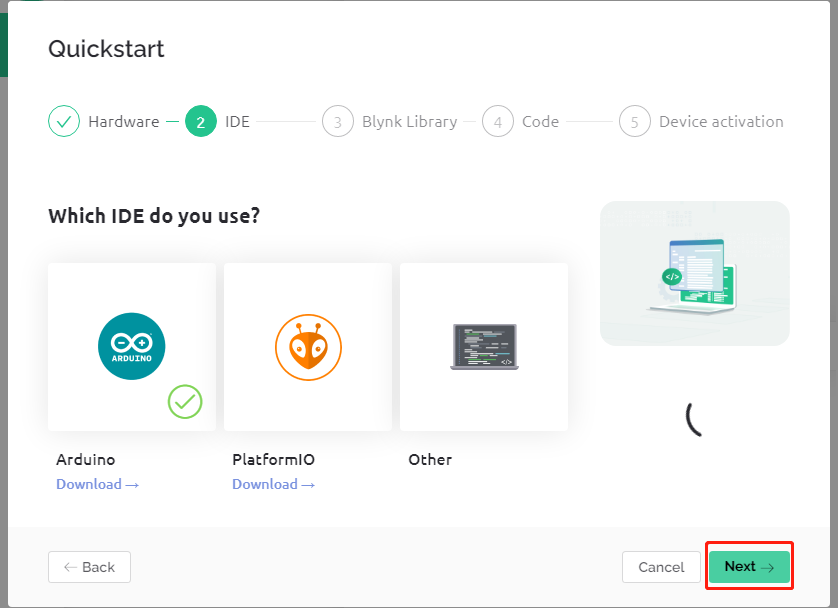 Quickstart
Hardware
2 IDE
3 Blynk Library
4 Code
5 Device activation
Which IDE do you use?
</>
ARDUINO
</>
Arduino
PlatformIO
Other
Download →
Download →
← Back
Cancel
Next →